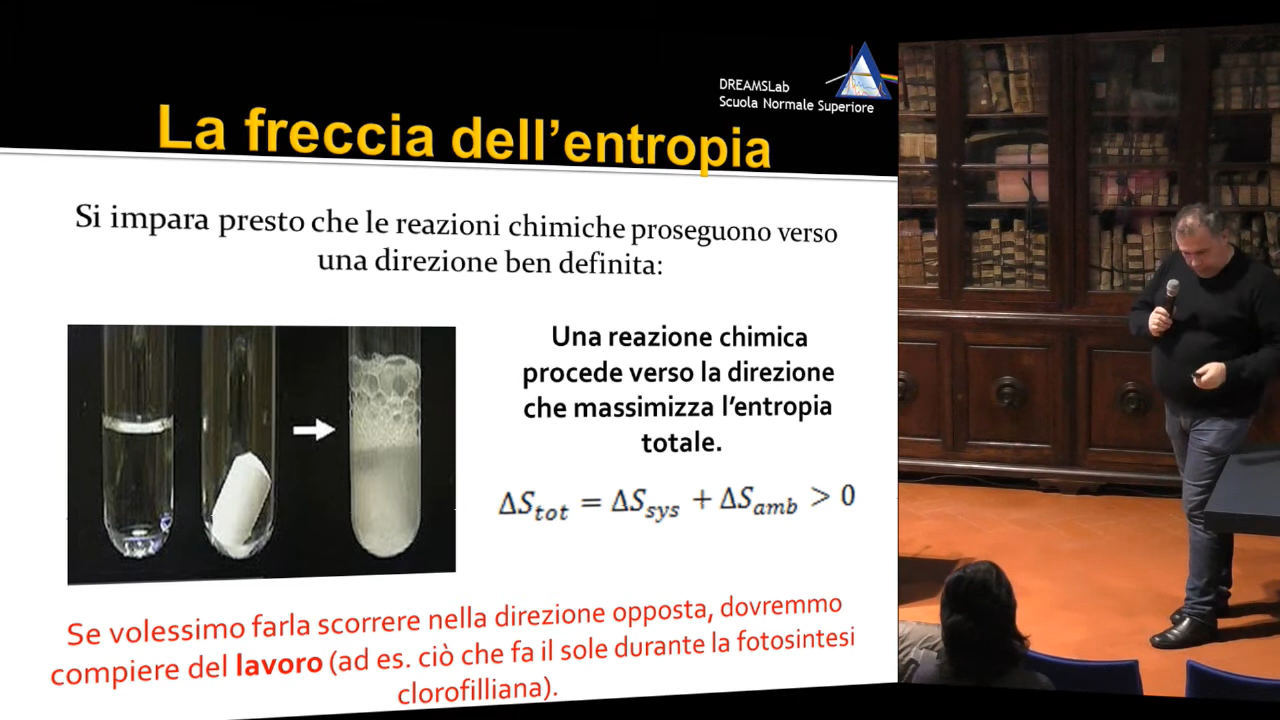 DREAMSLab
Scuola Normale Superiore
La freccia dell'entropia
Si impara presto che le reazioni chimiche proseguono verso
una direzione ben definita:
Una reazione chimica
procede verso la direzione
che massimizza l'entropia
totale.
ΔS_tot = ΔS_sys + ΔS_amb > 0
Se volessimo farla scorrere nella direzione opposta, dovremmo
compiere del lavoro (ad es. ciò che fa il sole durante la fotosintesi
clorofilliana).